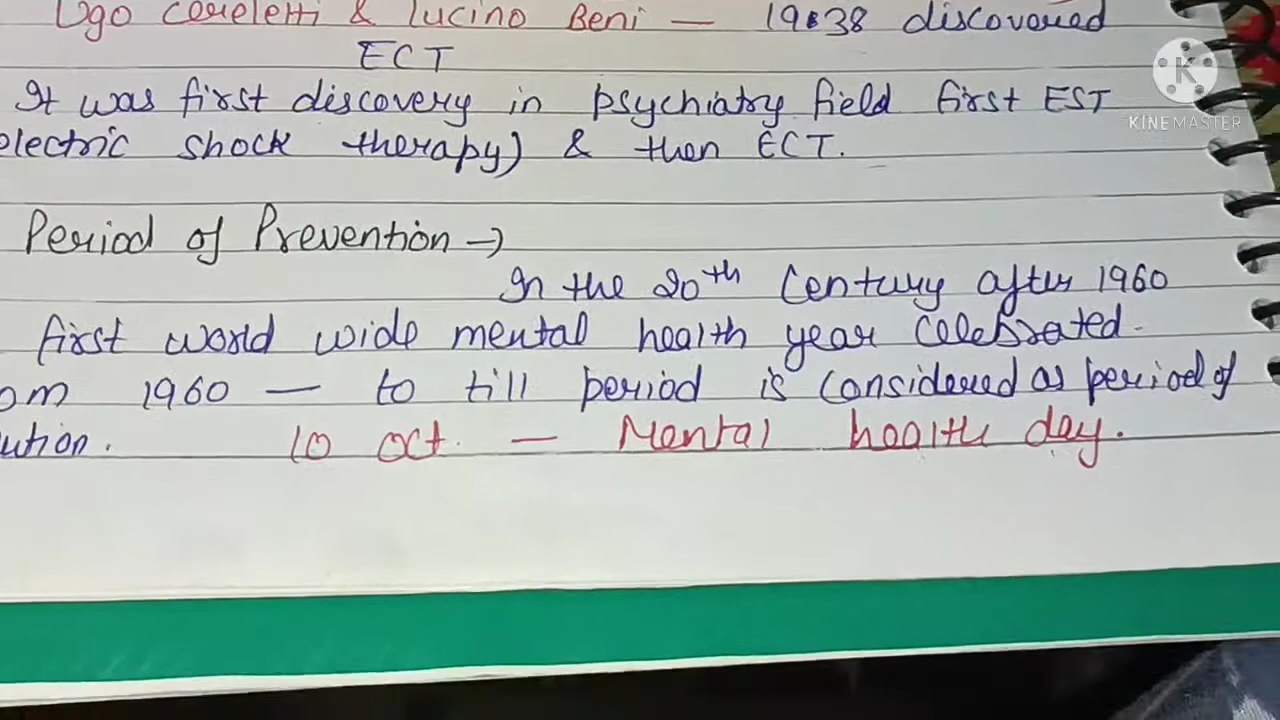 Ugo Cereletti & Lucino Beni — 1938 discovered
ECT
It was first discovery in psychiatry field first EST
electric shock therapy) & then ECT.
Period of Prevention →
In the 20th Century after 1960
first world wide mental health year celebrated.
om 1960 — to till period is considered as period of
ution. 10 oct. — Mental health day.
K
KINEMASTER